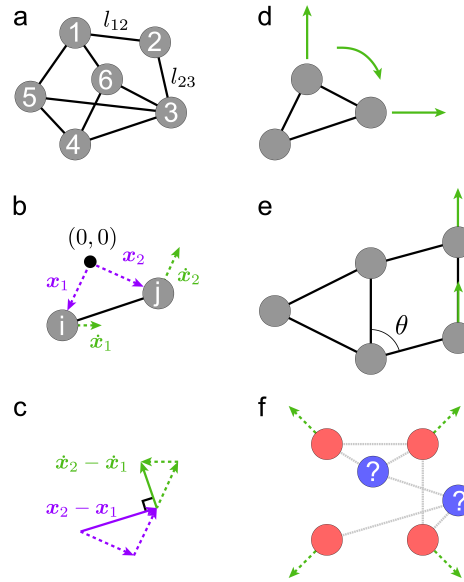 a
1
l₁₂
2
l₂₃
6
5
3
4
b
(0, 0)
x₁
x₂
i
j
ẋ₂
ẋ₁
c
ẋ₂ − ẋ₁
x₂ − x₁
d
e
θ
f
?
?